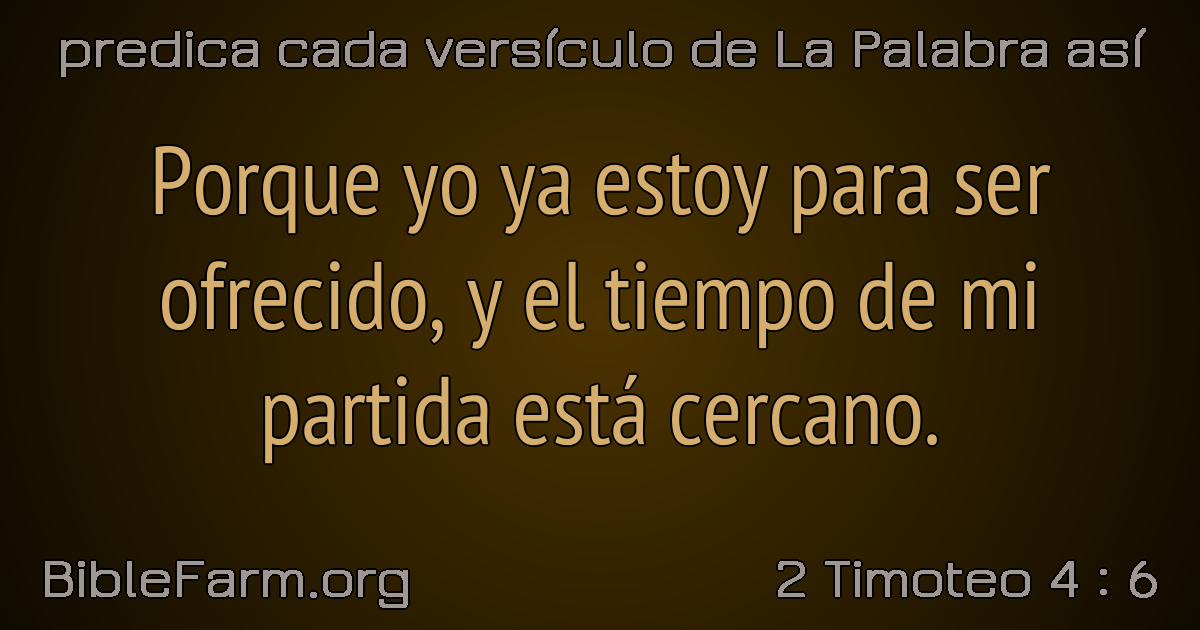 predica cada versículo de La Palabra así
Porque yo ya estoy para ser
ofrecido, y el tiempo de mi
partida está cercano.
BibleFarm.org
2 Timoteo 4 : 6